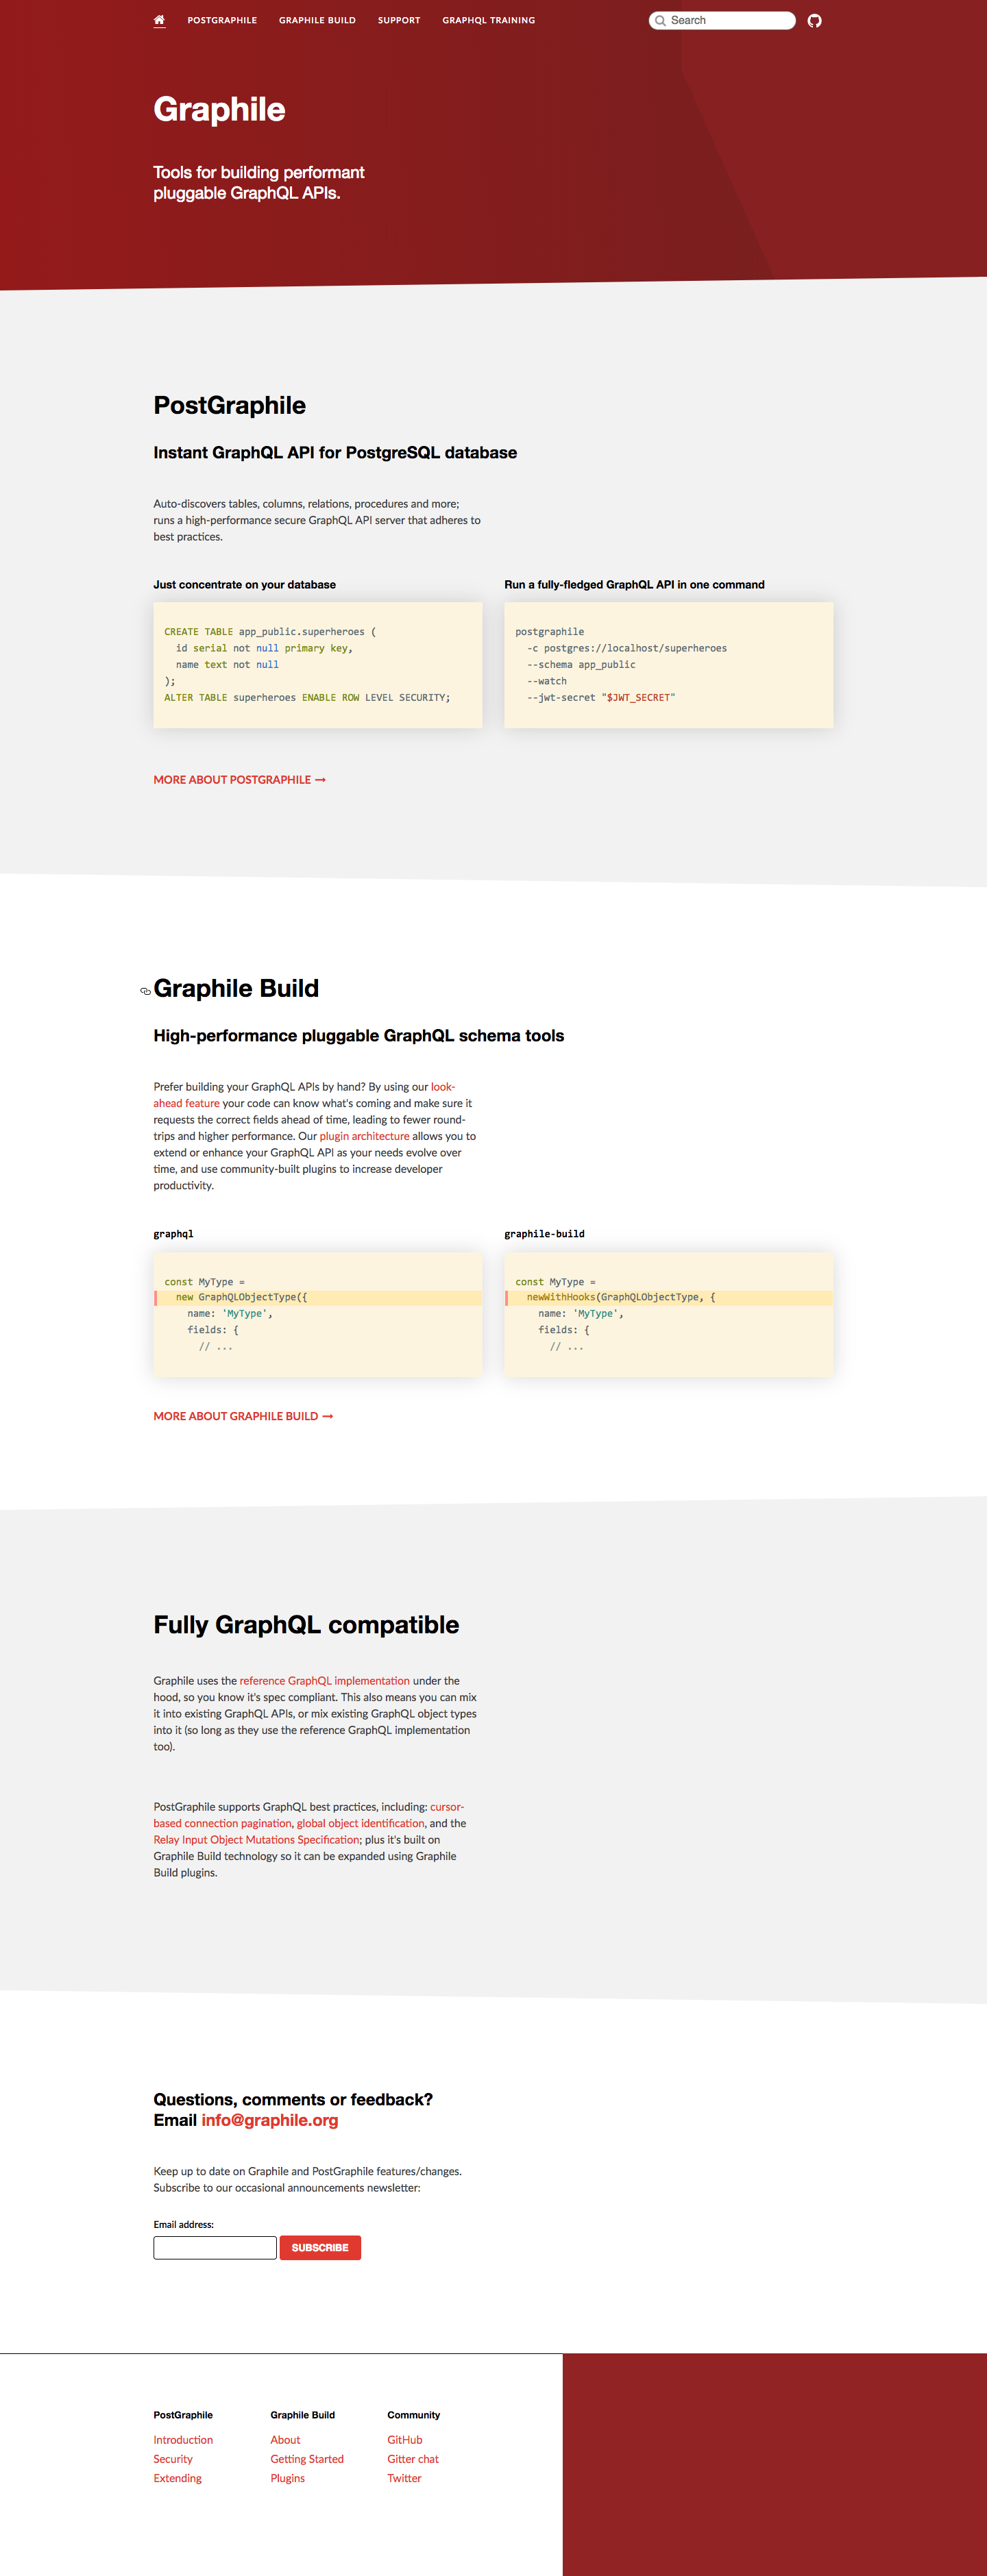 POSTGRAPHILE GRAPHILE BUILD SUPPORT GRAPHQL TRAINING Search
Graphile
Tools for building performant
pluggable GraphQL APIs.
PostGraphile
Instant GraphQL API for PostgreSQL database
Auto-discovers tables, columns, relations, procedures and more;
runs a high-performance secure GraphQL API server that adheres to
best practices.
Just concentrate on your database
CREATE TABLE app_public.superheroes (
id serial not null primary key,
name text not null
);
ALTER TABLE superheroes ENABLE ROW LEVEL SECURITY;
Run a fully-fledged GraphQL API in one command
postgraphile
-c postgres://localhost/superheroes
--schema app_public
--watch
--jwt-secret "$JWT_SECRET"
MORE ABOUT POSTGRAPHILE →
Graphile Build
High-performance pluggable GraphQL schema tools
Prefer building your GraphQL APIs by hand? By using our look-
ahead feature your code can know what's coming and make sure it
requests the correct fields ahead of time, leading to fewer round-
trips and higher performance. Our plugin architecture allows you to
extend or enhance your GraphQL API as your needs evolve over
time, and use community-built plugins to increase developer
productivity.
graphql
const MyType =
new GraphQLObjectType({
name: 'MyType',
fields: {
// ...
graphile-build
const MyType =
newWithHooks(GraphQLObjectType, {
name: 'MyType',
fields: {
// ...
MORE ABOUT GRAPHILE BUILD →
Fully GraphQL compatible
Graphile uses the reference GraphQL implementation under the
hood, so you know it's spec compliant. This also means you can mix
it into existing GraphQL APIs, or mix existing GraphQL object types
into it (so long as they use the reference GraphQL implementation
too).
PostGraphile supports GraphQL best practices, including: cursor-
based connection pagination, global object identification, and the
Relay Input Object Mutations Specification; plus it's built on
Graphile Build technology so it can be expanded using Graphile
Build plugins.
Questions, comments or feedback?
Email info@graphile.org
Keep up to date on Graphile and PostGraphile features/changes.
Subscribe to our occasional announcements newsletter:
Email address:
SUBSCRIBE
PostGraphile
Introduction
Security
Extending
Graphile Build
About
Getting Started
Plugins
Community
GitHub
Gitter chat
Twitter